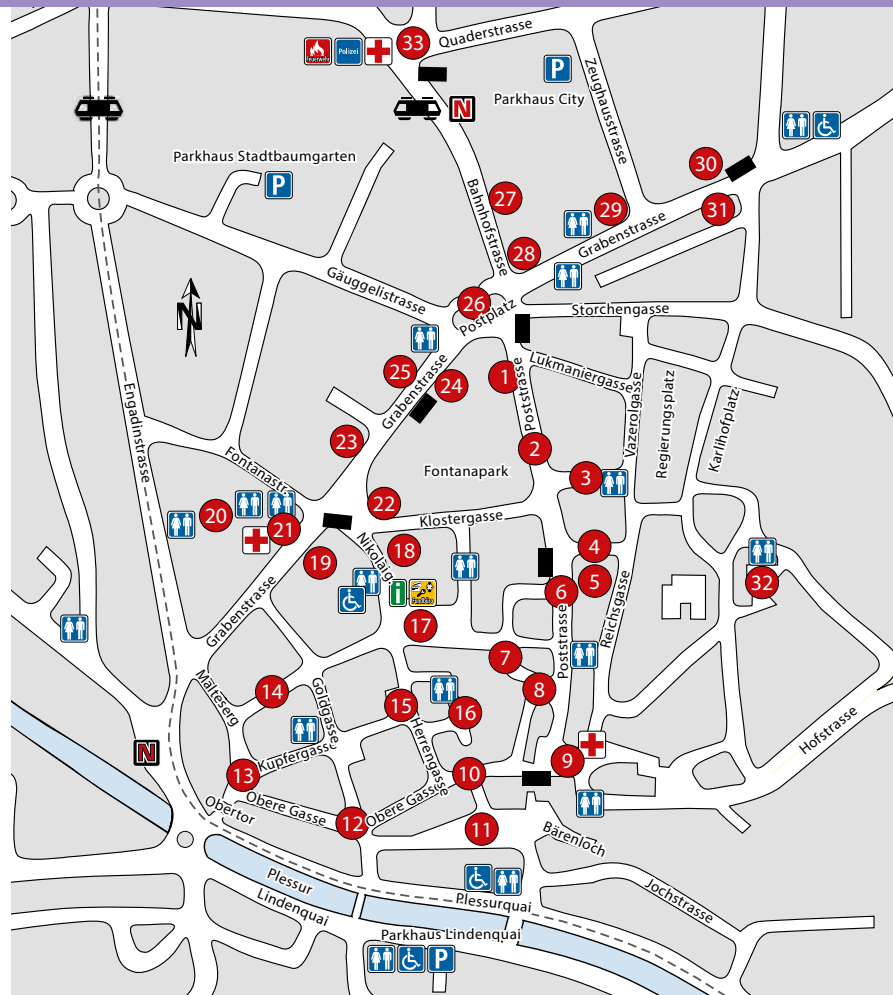 33
Quaderstrasse
Feuerwehr
Polizei
P
N
Parkhaus City
Zeughausstrasse
Parkhaus Stadtbaumgarten
P
30
27
29
31
Bahnhofstrasse
Grabenstrasse
28
Gäuggelistrasse
26
Postplatz
Storchengasse
N
25
24
1
Lukmaniergasse
Grabenstrasse
Poststrasse
Vazerolgasse
Regierungsplatz
Karlihofplatz
Engadinstrasse
23
2
Fontanapark
3
Fontanastr.
20
21
22
Klostergasse
19
Nikolaig.
18
4
5
32
i
Fundbüro
6
Grabenstrasse
17
Poststrasse
Reichsgasse
7
8
Mälteserg
14
Goldgasse
15
16
Herrengasse
N
Kupfergasse
13
10
9
Hofstrasse
Obere Gasse
Obere Gasse
Obertor
12
11
Bärenloch
Plessur
Lindenquai
Plessurquai
Jochstrasse
Parkhaus Lindenquai
P